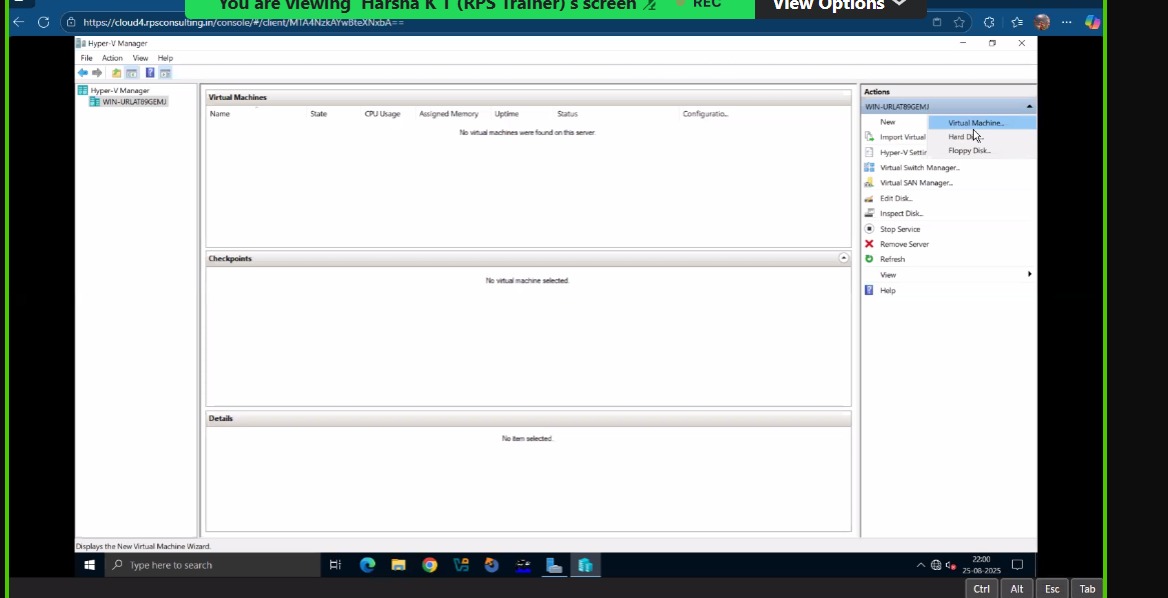 You are viewing Harsha K T (RPS Trainer)'s screen
REC
View Options
https://cloud4.rpsconsulting.in/console/#/client/MTA4NzkAYwBteXNxbA==
Hyper-V Manager
File Action View Help
Hyper-V Manager
WIN-URLAT89GEMJ
Virtual Machines
Name State CPU Usage Assigned Memory Uptime Status Configuratio...
No virtual machines were found on this server.
Checkpoints
No virtual machine selected.
Details
No item selected.
Actions
WIN-URLAT89GEMJ
New
Virtual Machine...
Import Virtual
Hard
Hyper-V Settin
Floppy Disk...
Virtual Switch Manager...
Virtual SAN Manager...
Edit Disk...
Inspect Disk...
Stop Service
Remove Server
Refresh
View
Help
Displays the New Virtual Machine Wizard.
Type here to search
22:00
25-08-2025
Ctrl Alt Esc Tab